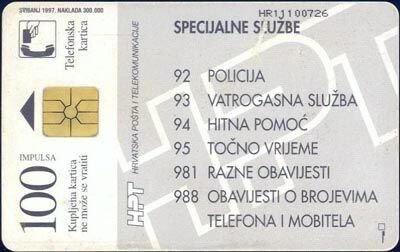 SVIBANJ 1997. NAKLADA 300.000
Telefonska
kartica
100
IMPULSA
Kupljena kartica
ne može se vratiti
HPT
HRVATSKA POŠTA I TELEKOMUNIKACIJE
HR1J100726
SPECIJALNE SLUŽBE
92 POLICIJA
93 VATROGASNA SLUŽBA
94 HITNA POMOĆ
95 TOČNO VRIJEME
981 RAZNE OBAVIJESTI
988 OBAVIJESTI O BROJEVIMA
TELEFONA I MOBITELA